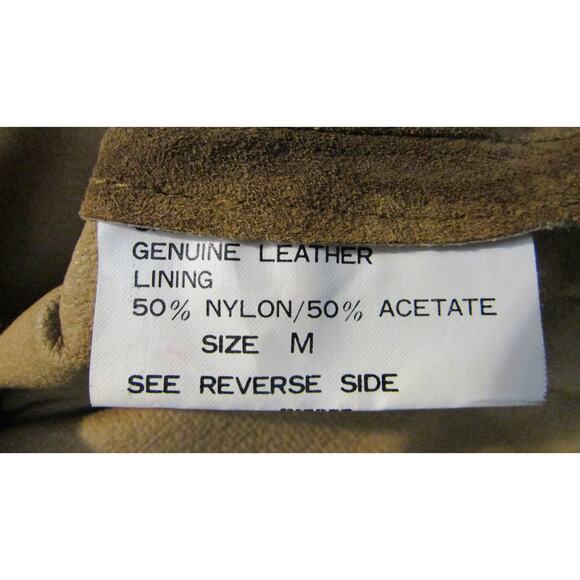 GENUINE LEATHER
LINING
50% NYLON/50% ACETATE
SIZE M
SEE REVERSE SIDE